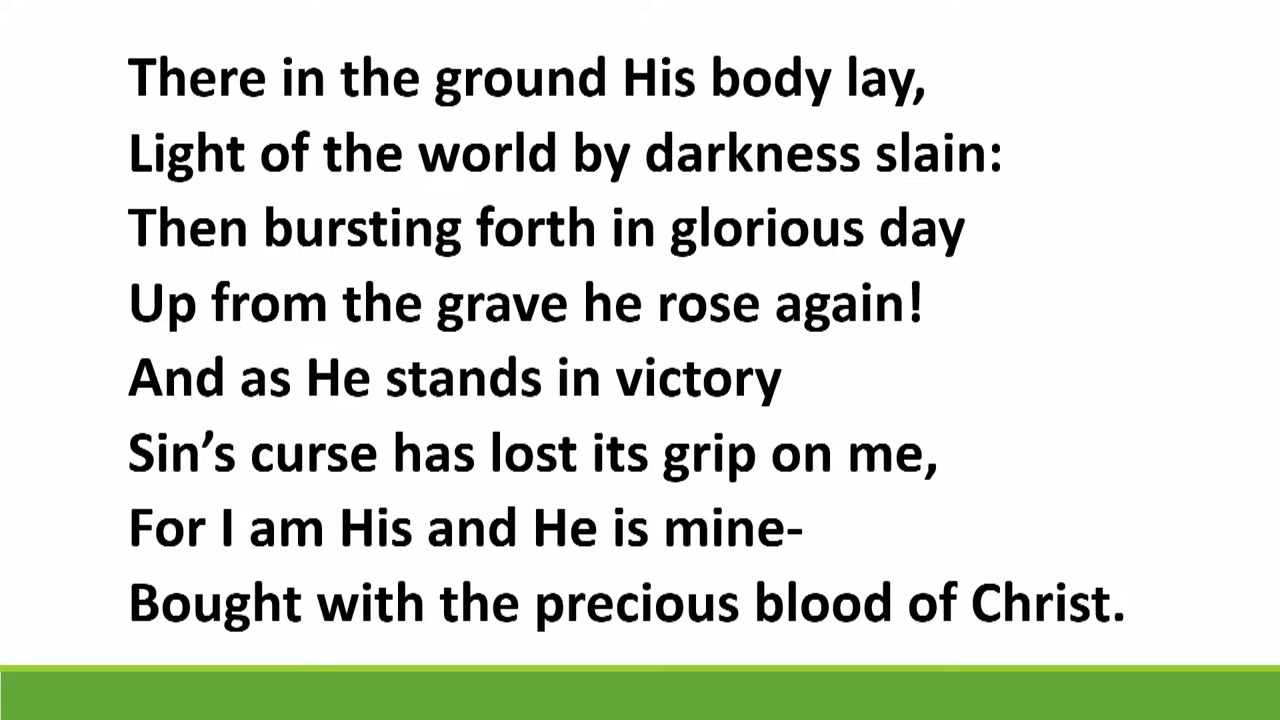 There in the ground His body lay,
Light of the world by darkness slain:
Then bursting forth in glorious day
Up from the grave he rose again!
And as He stands in victory
Sin’s curse has lost its grip on me,
For I am His and He is mine-
Bought with the precious blood of Christ.